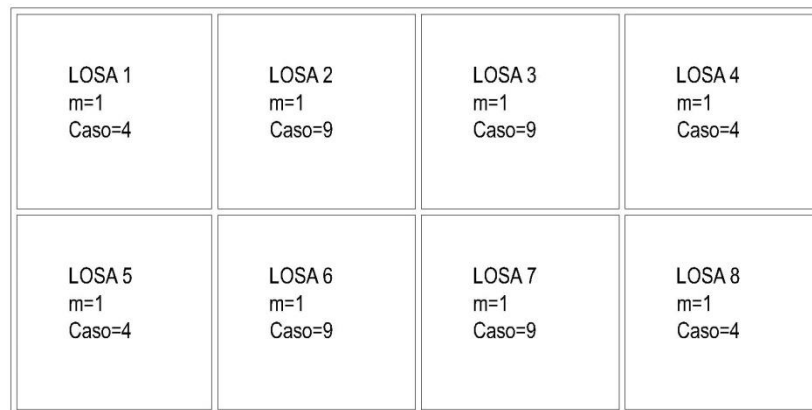 LOSA 1
m=1
Caso=4
LOSA 2
m=1
Caso=9
LOSA 3
m=1
Caso=9
LOSA 4
m=1
Caso=4
LOSA 5
m=1
Caso=4
LOSA 6
m=1
Caso=9
LOSA 7
m=1
Caso=9
LOSA 8
m=1
Caso=4